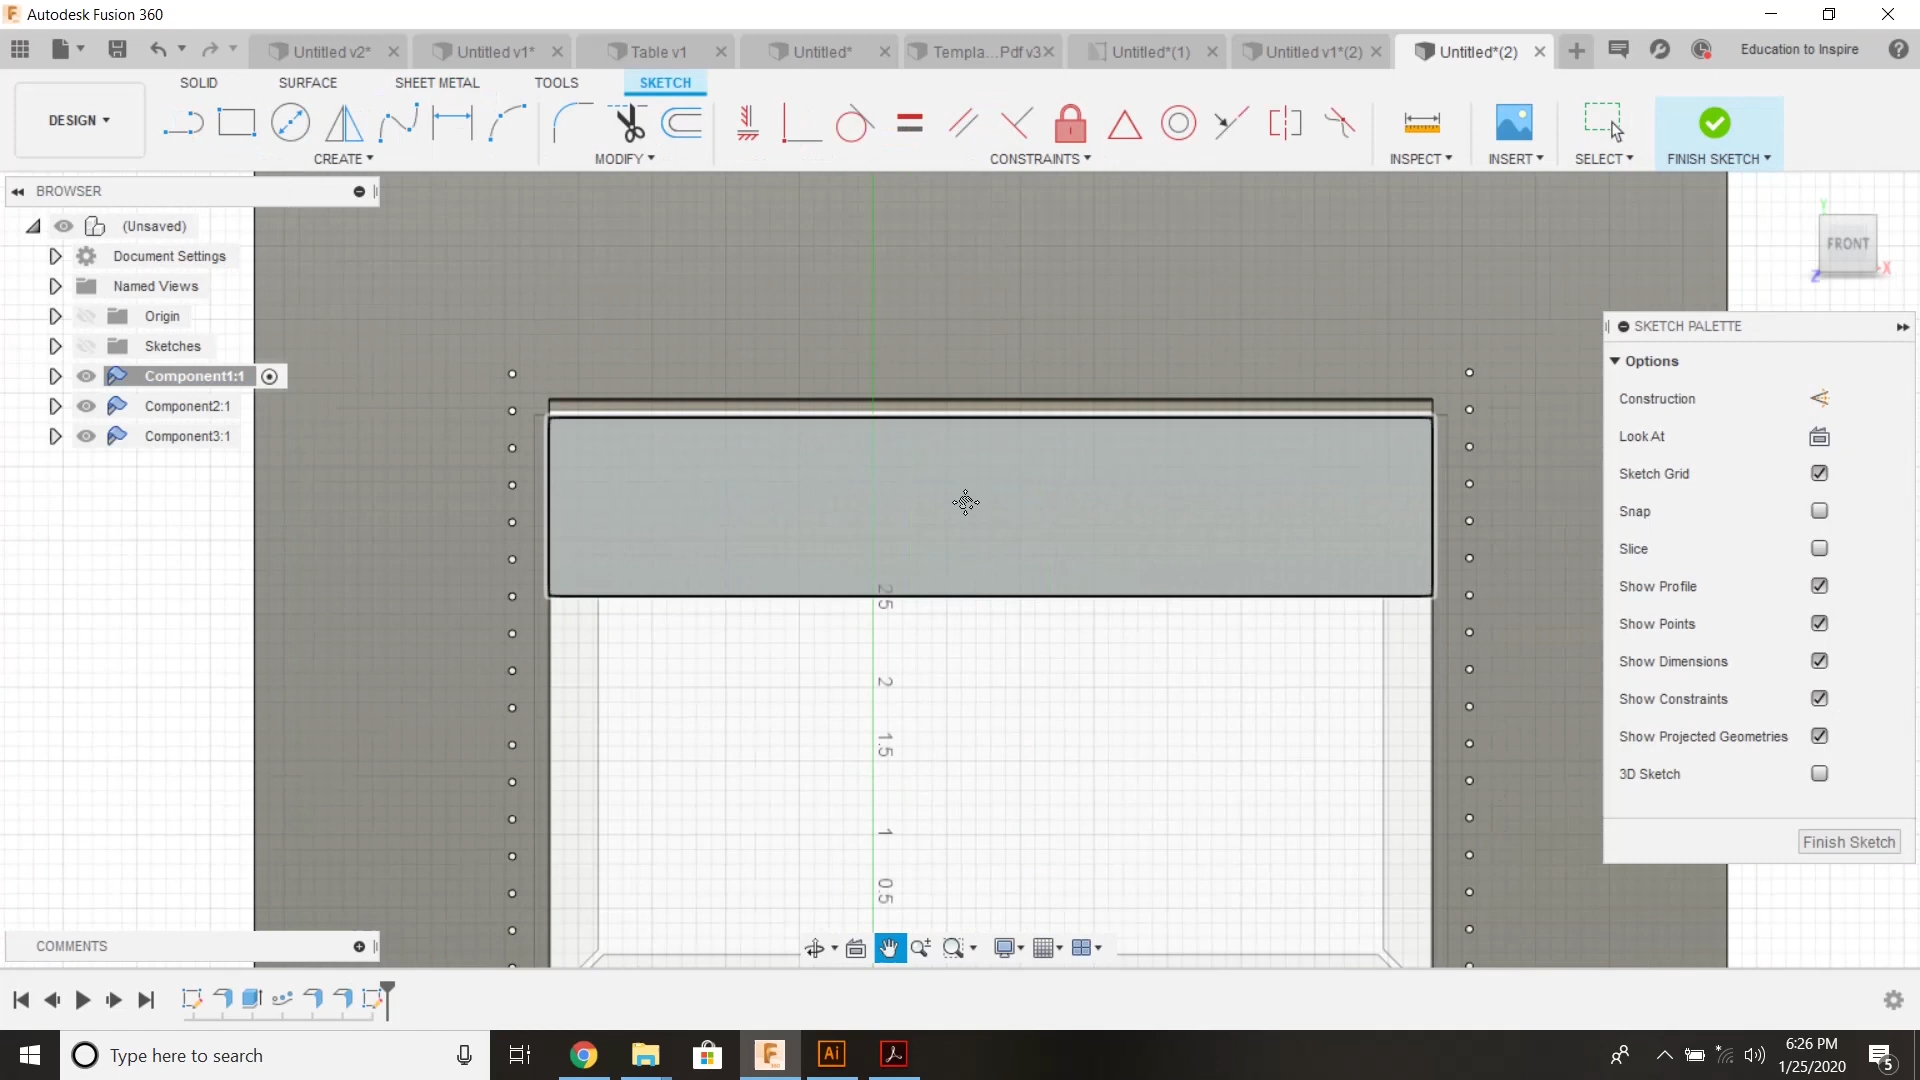 Autodesk Fusion 360
Untitled v2*
Untitled v1*
Table v1
Untitled*
Templa...Pdf v3
Untitled*(1)
Untitled v1*(2)
Untitled*(2)
Education to Inspire
DESIGN
SOLID
SURFACE
SHEET METAL
TOOLS
SKETCH
CREATE
MODIFY
CONSTRAINTS
INSPECT
INSERT
SELECT
FINISH SKETCH
BROWSER
(Unsaved)
Document Settings
Named Views
Origin
Sketches
Component1:1
Component2:1
Component3:1
Y
FRONT
Z
X
SKETCH PALETTE
Options
Construction
Look At
Sketch Grid
Snap
Slice
Show Profile
Show Points
Show Dimensions
Show Constraints
Show Projected Geometries
3D Sketch
Finish Sketch
2.5
2
1.5
1
0.5
COMMENTS
Type here to search
Ai
6:26 PM
1/25/2020
5